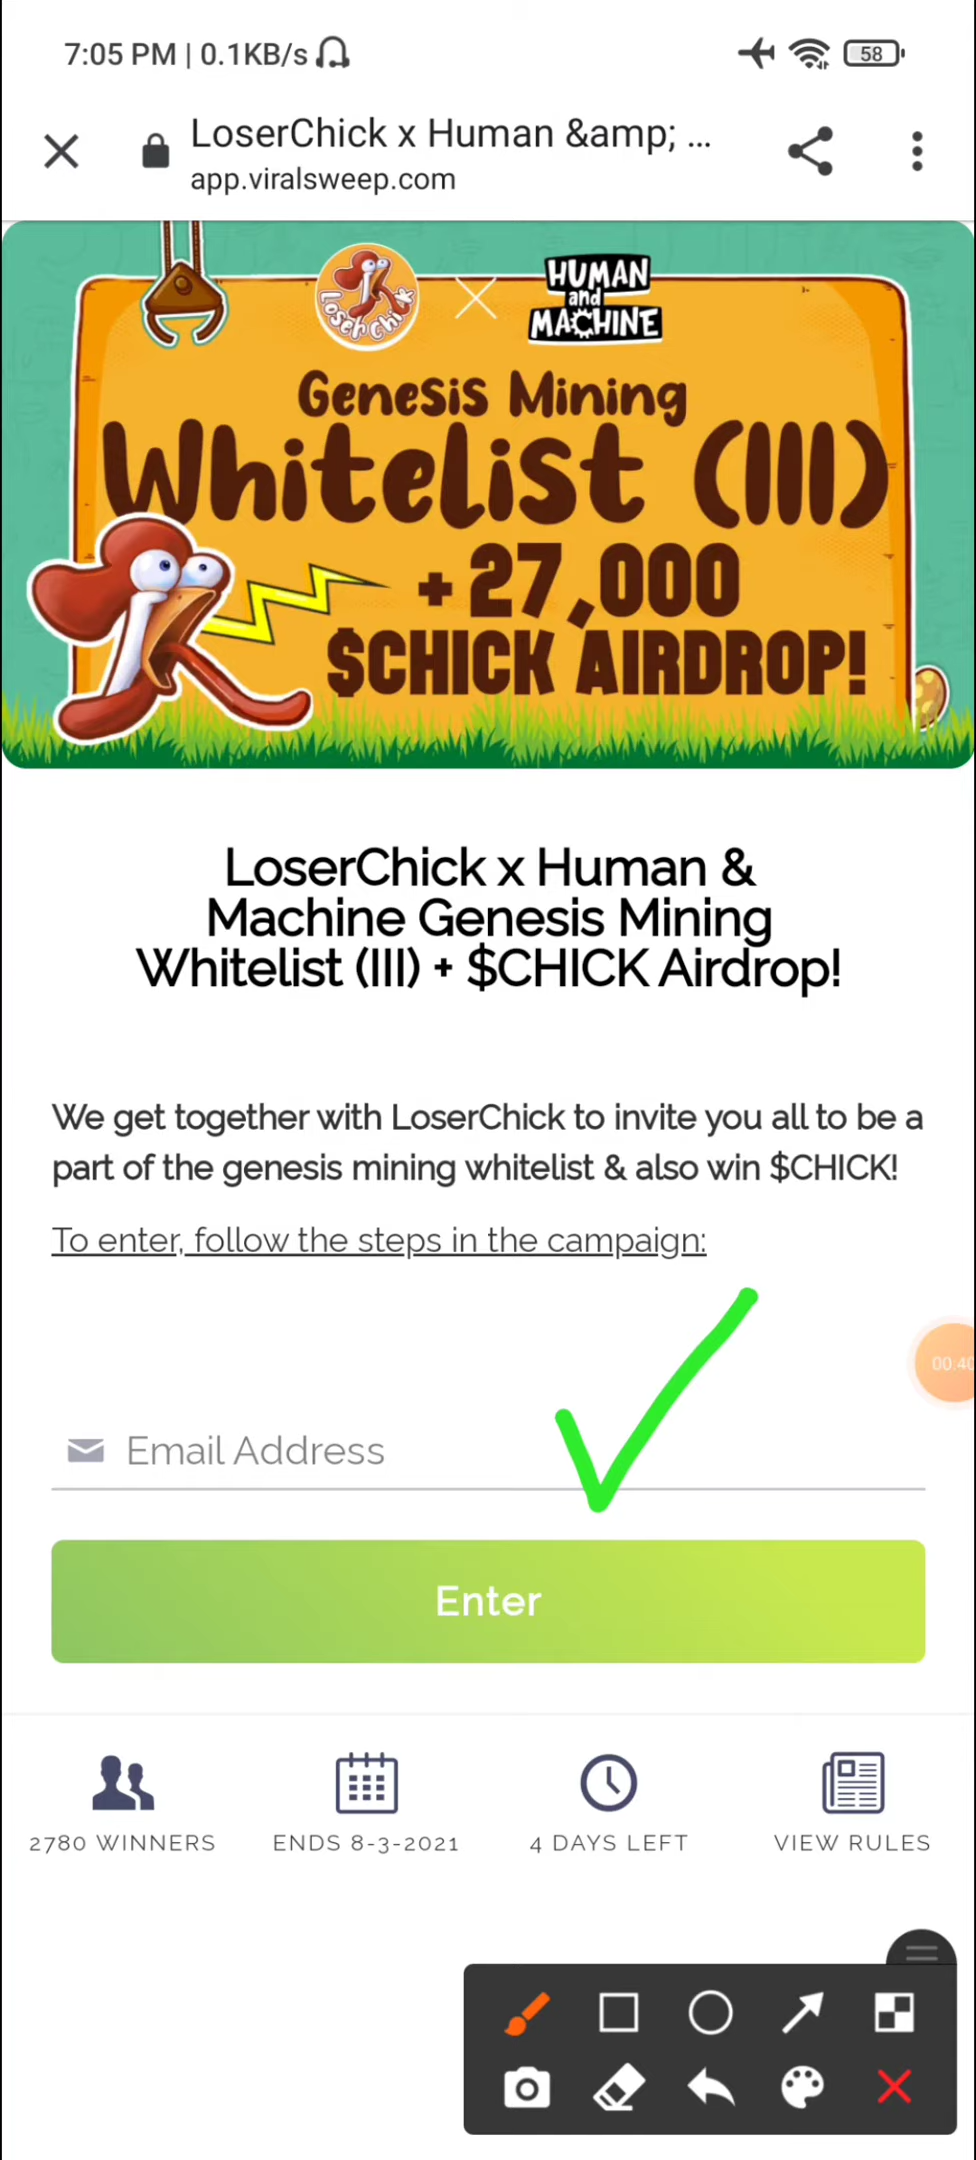 7:05 PM | 0.1KB/s
58
LoserChick x Human &amp; ...
app.viralsweep.com
LoserChick
HUMAN
and
MACHINE
Genesis Mining
Whitelist (III)
+ 27,000
$CHICK AIRDROP!
LoserChick x Human &
Machine Genesis Mining
Whitelist (III) + $CHICK Airdrop!
We get together with LoserChick to invite you all to be a
part of the genesis mining whitelist & also win $CHICK!
To enter, follow the steps in the campaign:
00:40
Email Address
Enter
2780 WINNERS
ENDS 8-3-2021
4 DAYS LEFT
VIEW RULES